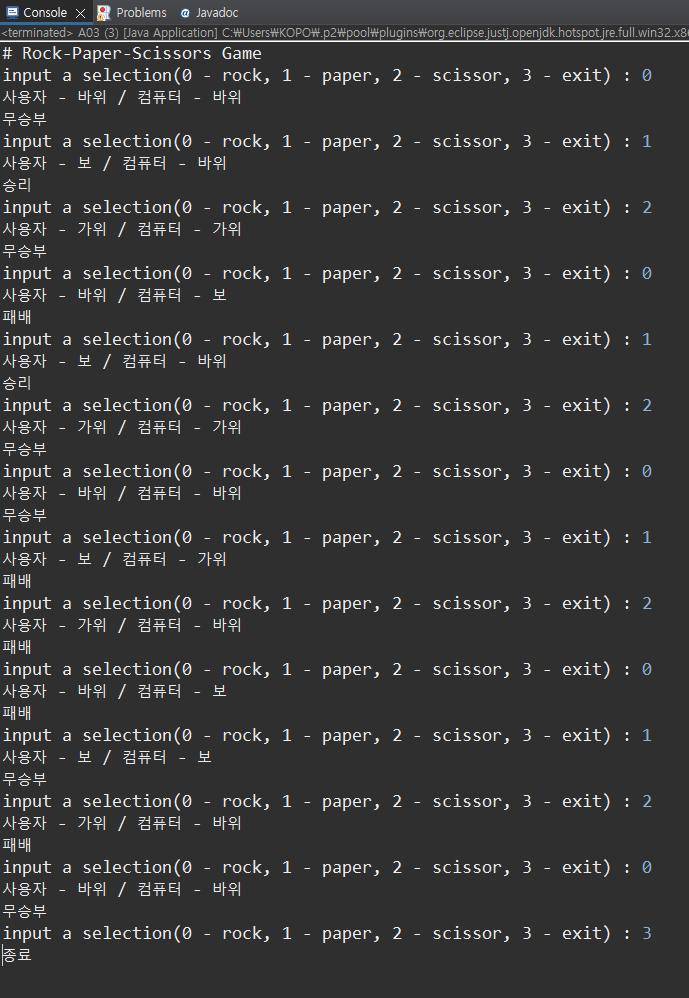 Console Problems Javadoc
<terminated> A03 (3) [Java Application] C:₩Users₩KOPO₩.p2₩pool₩plugins₩org.eclipse.justj.openjdk.hotspot.jre.full.win32.x86
# Rock-Paper-Scissors Game
input a selection(0 - rock, 1 - paper, 2 - scissor, 3 - exit) : 0
사용자 - 바위 / 컴퓨터 - 바위
무승부
input a selection(0 - rock, 1 - paper, 2 - scissor, 3 - exit) : 1
사용자 - 보 / 컴퓨터 - 바위
승리
input a selection(0 - rock, 1 - paper, 2 - scissor, 3 - exit) : 2
사용자 - 가위 / 컴퓨터 - 가위
무승부
input a selection(0 - rock, 1 - paper, 2 - scissor, 3 - exit) : 0
사용자 - 바위 / 컴퓨터 - 보
패배
input a selection(0 - rock, 1 - paper, 2 - scissor, 3 - exit) : 1
사용자 - 보 / 컴퓨터 - 바위
승리
input a selection(0 - rock, 1 - paper, 2 - scissor, 3 - exit) : 2
사용자 - 가위 / 컴퓨터 - 가위
무승부
input a selection(0 - rock, 1 - paper, 2 - scissor, 3 - exit) : 0
사용자 - 바위 / 컴퓨터 - 바위
무승부
input a selection(0 - rock, 1 - paper, 2 - scissor, 3 - exit) : 1
사용자 - 보 / 컴퓨터 - 가위
패배
input a selection(0 - rock, 1 - paper, 2 - scissor, 3 - exit) : 2
사용자 - 가위 / 컴퓨터 - 바위
패배
input a selection(0 - rock, 1 - paper, 2 - scissor, 3 - exit) : 0
사용자 - 바위 / 컴퓨터 - 보
패배
input a selection(0 - rock, 1 - paper, 2 - scissor, 3 - exit) : 1
사용자 - 보 / 컴퓨터 - 보
무승부
input a selection(0 - rock, 1 - paper, 2 - scissor, 3 - exit) : 2
사용자 - 가위 / 컴퓨터 - 바위
패배
input a selection(0 - rock, 1 - paper, 2 - scissor, 3 - exit) : 0
사용자 - 바위 / 컴퓨터 - 바위
무승부
input a selection(0 - rock, 1 - paper, 2 - scissor, 3 - exit) : 3
종료